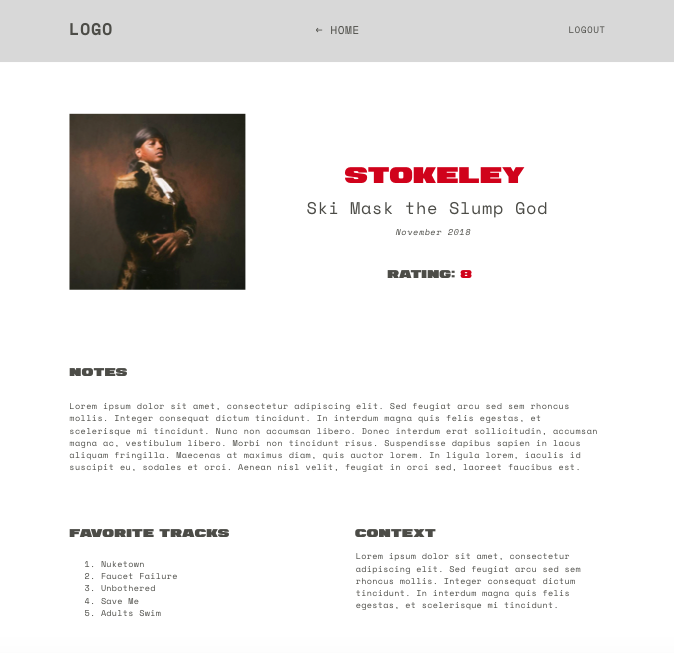 LOGO
← HOME
LOGOUT
STOKELEY
Ski Mask the Slump God
November 2018
RATING: 8
NOTES
Lorem ipsum dolor sit amet, consectetur adipiscing elit. Sed feugiat arcu sed sem rhoncus
mollis. Integer consequat dictum tincidunt. In interdum magna quis felis egestas, et
scelerisque mi tincidunt. Nunc non accumsan libero. Donec interdum erat sollicitudin, accumsan
magna ac, vestibulum libero. Morbi non tincidunt risus. Suspendisse dapibus sapien in lacus
aliquam fringilla. Maecenas at maximus diam, quis auctor lorem. In ligula lorem, iaculis id
suscipit eu, sodales et orci. Aenean nisl velit, feugiat in orci sed, laoreet faucibus est.
FAVORITE TRACKS
1. Nuketown
2. Faucet Failure
3. Unbothered
4. Save Me
5. Adults Swim
CONTEXT
Lorem ipsum dolor sit amet, consectetur
adipiscing elit. Sed feugiat arcu sed sem
rhoncus mollis. Integer consequat dictum
tincidunt. In interdum magna quis felis
egestas, et scelerisque mi tincidunt.